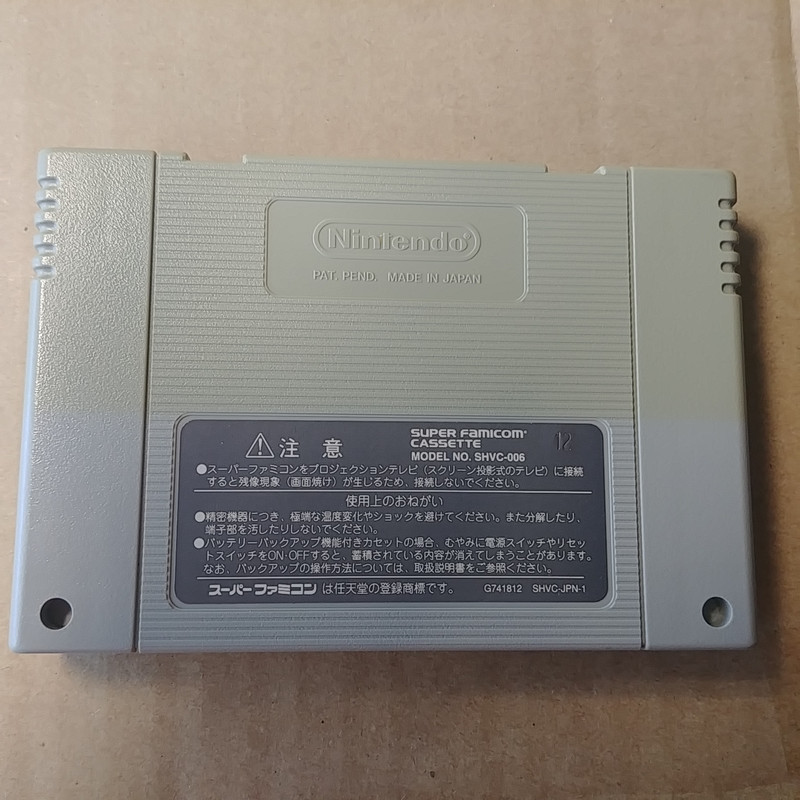 Nintendo®
PAT. PEND. MADE IN JAPAN
⚠注 意
SUPER FAMICOM®
CASSETTE
MODEL NO. SHVC-006
12
●スーパーファミコンをプロジェクションテレビ（スクリーン投影式のテレビ）に接続
すると残像現象（画面焼け）が生じるため、接続しないでください。
使用上のおねがい
●精密機器につき、極端な温度変化やショックを避けてください。また分解したり、
端子部を汚したりしないでください。
●バッテリーバックアップ機能付きカセットの場合、むやみに電源スイッチやリセッ
トスイッチをON・OFFすると、蓄積されている内容が消えてしまうことがあります。
なお、バックアップの操作方法については、取扱説明書をご参照ください。
スーパーファミコン は任天堂の登録商標です。 G741812 SHVC-JPN-1